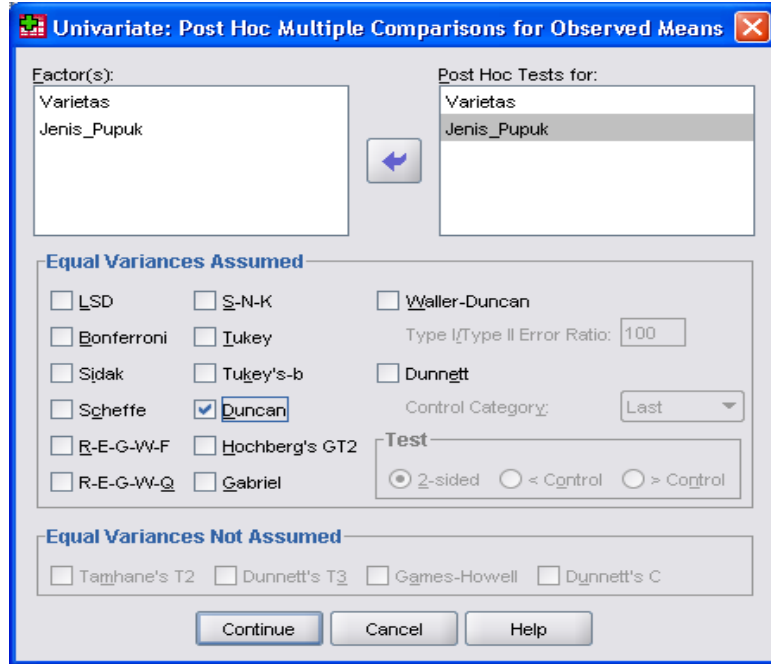 Univariate: Post Hoc Multiple Comparisons for Observed Means
Factor(s):
Varietas
Jenis_Pupuk
Post Hoc Tests for:
Varietas
Jenis_Pupuk
Equal Variances Assumed
LSD
S-N-K
Waller-Duncan
Bonferroni
Tukey
Type I/Type II Error Ratio: 100
Sidak
Tukey's-b
Dunnett
Scheffe
Duncan
Control Category: Last
R-E-G-W-F
Hochberg's GT2
Test
R-E-G-W-Q
Gabriel
2-sided
< Control
> Control
Equal Variances Not Assumed
Tamhane's T2
Dunnett's T3
Games-Howell
Dunnett's C
Continue
Cancel
Help